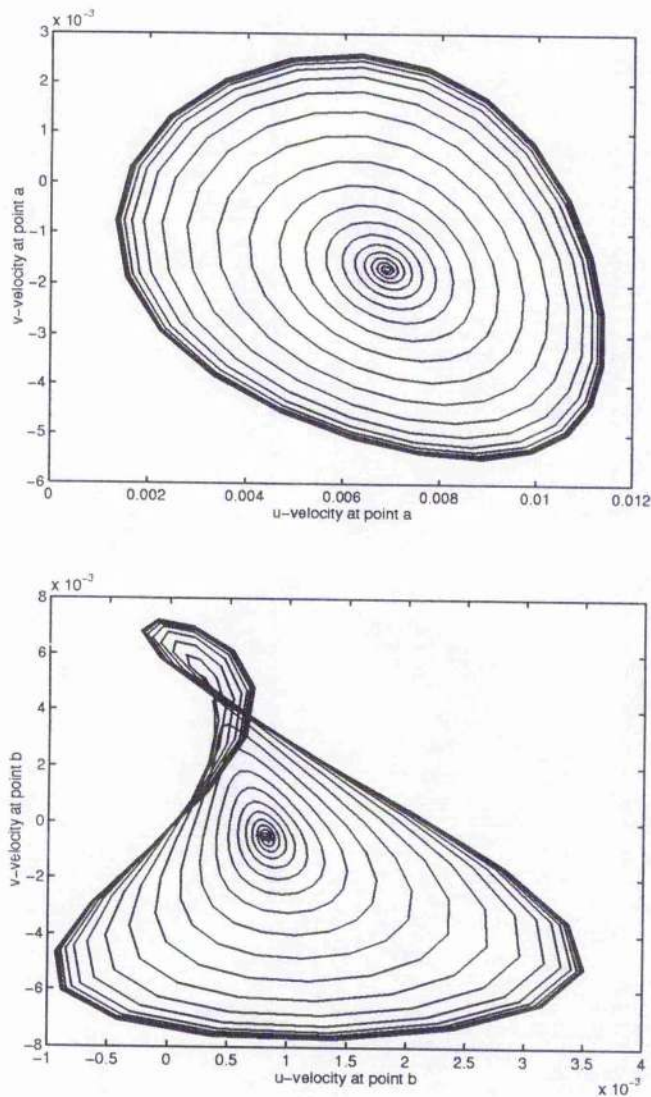 x 10⁻³
3
2
1
0
−1
−2
−3
−4
−5
−6
v−velocity at point a
0 0.002 0.004 0.006 0.008 0.01 0.012
u−velocity at point a
x 10⁻³
8
6
4
2
0
−2
−4
−6
−8
v−velocity at point b
−1 −0.5 0 0.5 1 1.5 2 2.5 3 3.5 4
u−velocity at point b
x 10⁻³